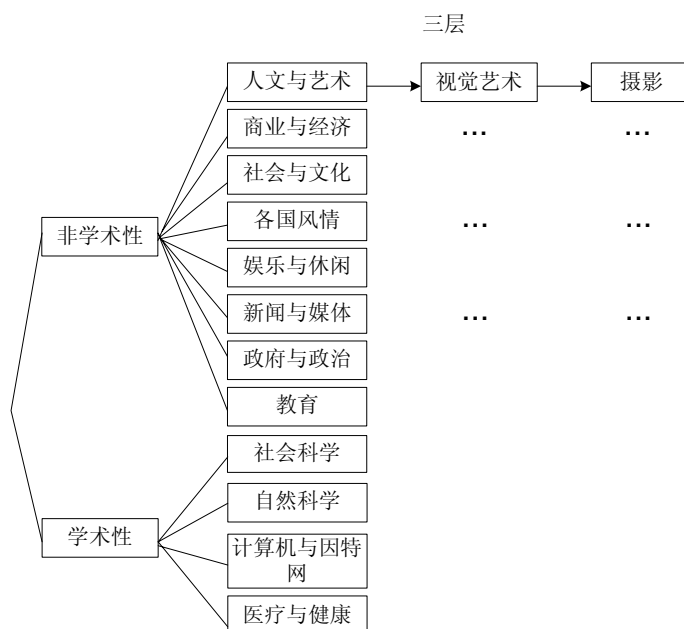 三层
人文与艺术
视觉艺术
摄影
商业与经济
...
...
社会与文化
非学术性
各国风情
...
...
娱乐与休闲
新闻与媒体
...
...
政府与政治
教育
社会科学
自然科学
学术性
计算机与因特
网
医疗与健康